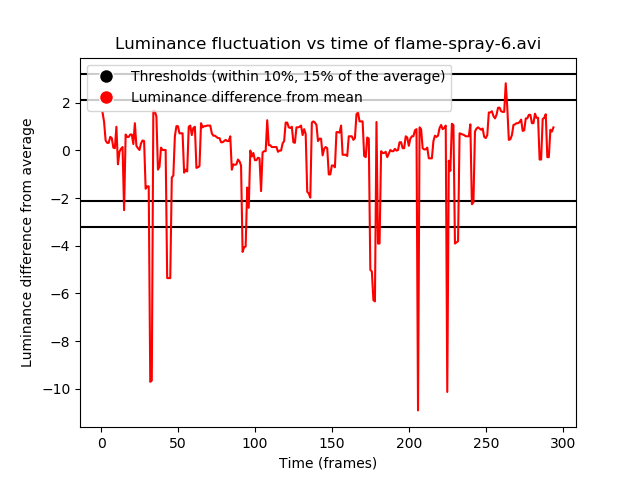 Luminance fluctuation vs time of flame-spray-6.avi
Thresholds (within 10%, 15% of the average)
Luminance difference from mean
2
0
−2
−4
−6
−8
−10
Luminance difference from average
0 50 100 150 200 250 300
Time (frames)